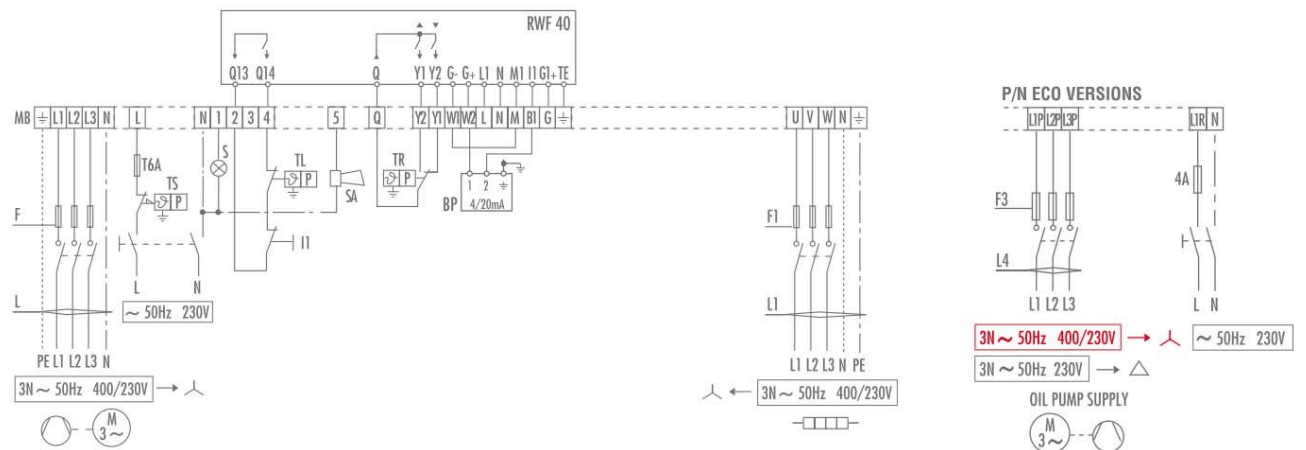 RWF 40
Q13 Q14 Q Y1 Y2 G- G+ L1 N M1 I1 G1+ TE
P/N ECO VERSIONS
MB L1 L2 L3 N L N 1 2 3 4 5 Q Y2 Y1 W1 W2 L N M B1 G U V W N
L1P L2P L3P L1R N
T6A
S
TL
P
TR
P
SA
TS
P
1 2
BP
4/20mA
4A
F
F1
F3
I1
L N
L
L1
L4
~ 50Hz 230V
PE L1 L2 L3 N
L1 L2 L3 N PE
L1 L2 L3
L N
3N ~ 50Hz 400/230V
3N ~ 50Hz 400/230V
3N ~ 50Hz 400/230V
~ 50Hz 230V
3N ~ 50Hz 230V
OIL PUMP SUPPLY
M
3~
M
3~